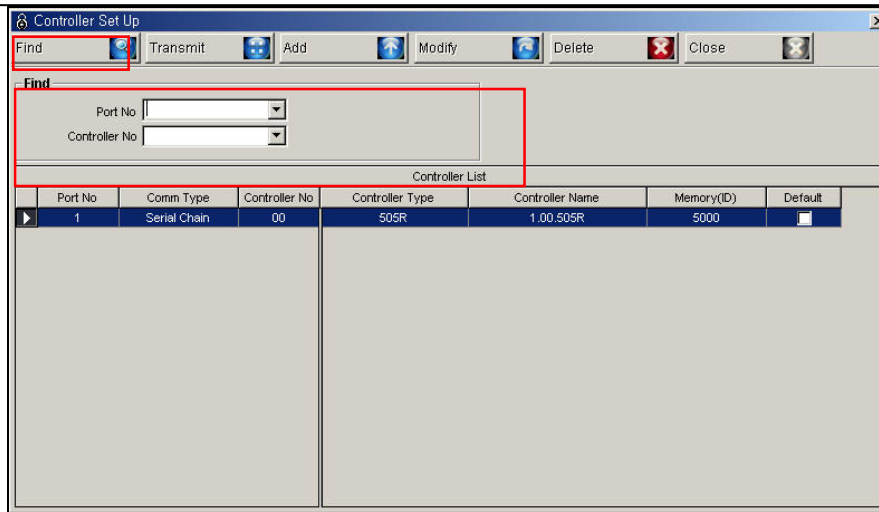 Controller Set Up
Find Transmit Add Modify Delete Close
Find
Port No
Controller No
Controller List
Port No Comm Type Controller No Controller Type Controller Name Memory(ID) Default
1 Serial Chain 00 505R 1.00.505R 5000